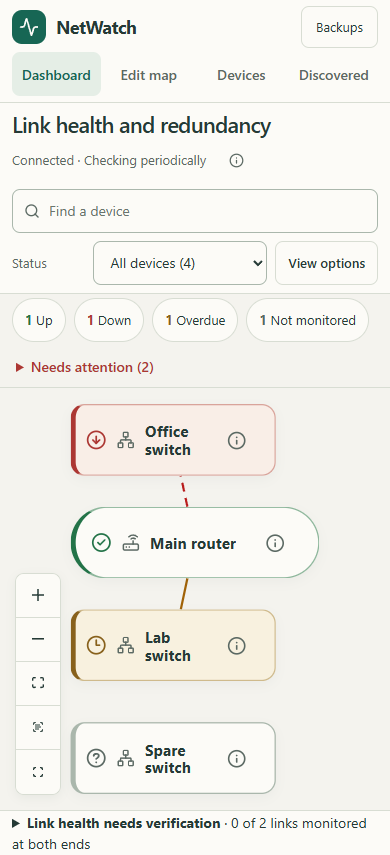 NetWatch
Backups
Dashboard
Edit map
Devices
Discovered
Link health and redundancy
Connected · Checking periodically
Find a device
Status
All devices (4)
View options
1 Up
1 Down
1 Overdue
1 Not monitored
Needs attention (2)
Office
switch
Main router
Lab
switch
Spare
switch
Link health needs verification · 0 of 2 links monitored
at both ends